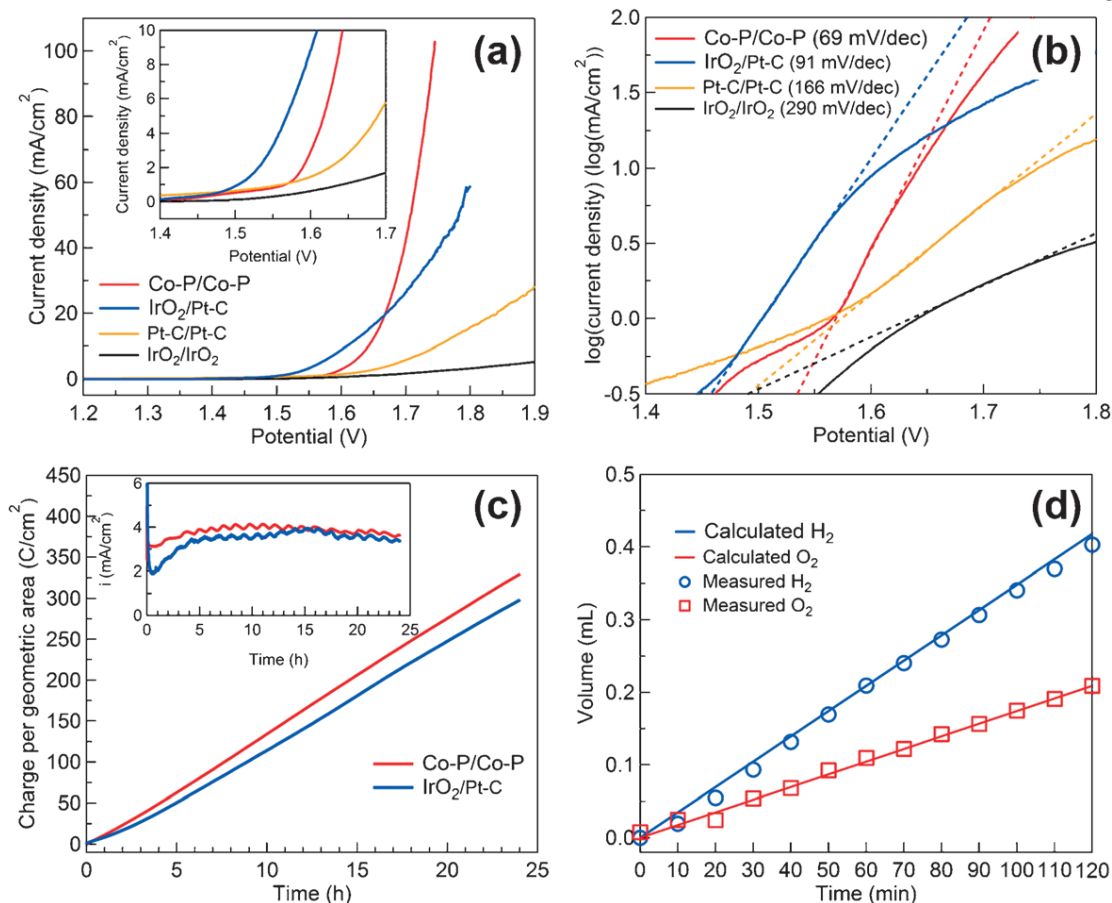 (a)
Current density (mA/cm²)
100
80
60
40
20
0
1.2 1.3 1.4 1.5 1.6 1.7 1.8 1.9
Potential (V)
Current density (mA/cm²)
10
8
6
4
2
0
1.4 1.5 1.6 1.7
Potential (V)
Co-P/Co-P
IrO₂/Pt-C
Pt-C/Pt-C
IrO₂/IrO₂
(b)
log(current density) (log(mA/cm²))
2.0
1.5
1.0
0.5
0.0
-0.5
1.4 1.5 1.6 1.7 1.8
Potential (V)
Co-P/Co-P (69 mV/dec)
IrO₂/Pt-C (91 mV/dec)
Pt-C/Pt-C (166 mV/dec)
IrO₂/IrO₂ (290 mV/dec)
(c)
Charge per geometric area (C/cm²)
450
400
350
300
250
200
150
100
50
0
0 5 10 15 20 25
Time (h)
i (mA/cm²)
6
4
2
0
0 5 10 15 20 25
Time (h)
Co-P/Co-P
IrO₂/Pt-C
(d)
Volume (mL)
0.5
0.4
0.3
0.2
0.1
0.0
0 10 20 30 40 50 60 70 80 90 100 110 120
Time (min)
Calculated H₂
Calculated O₂
Measured H₂
Measured O₂